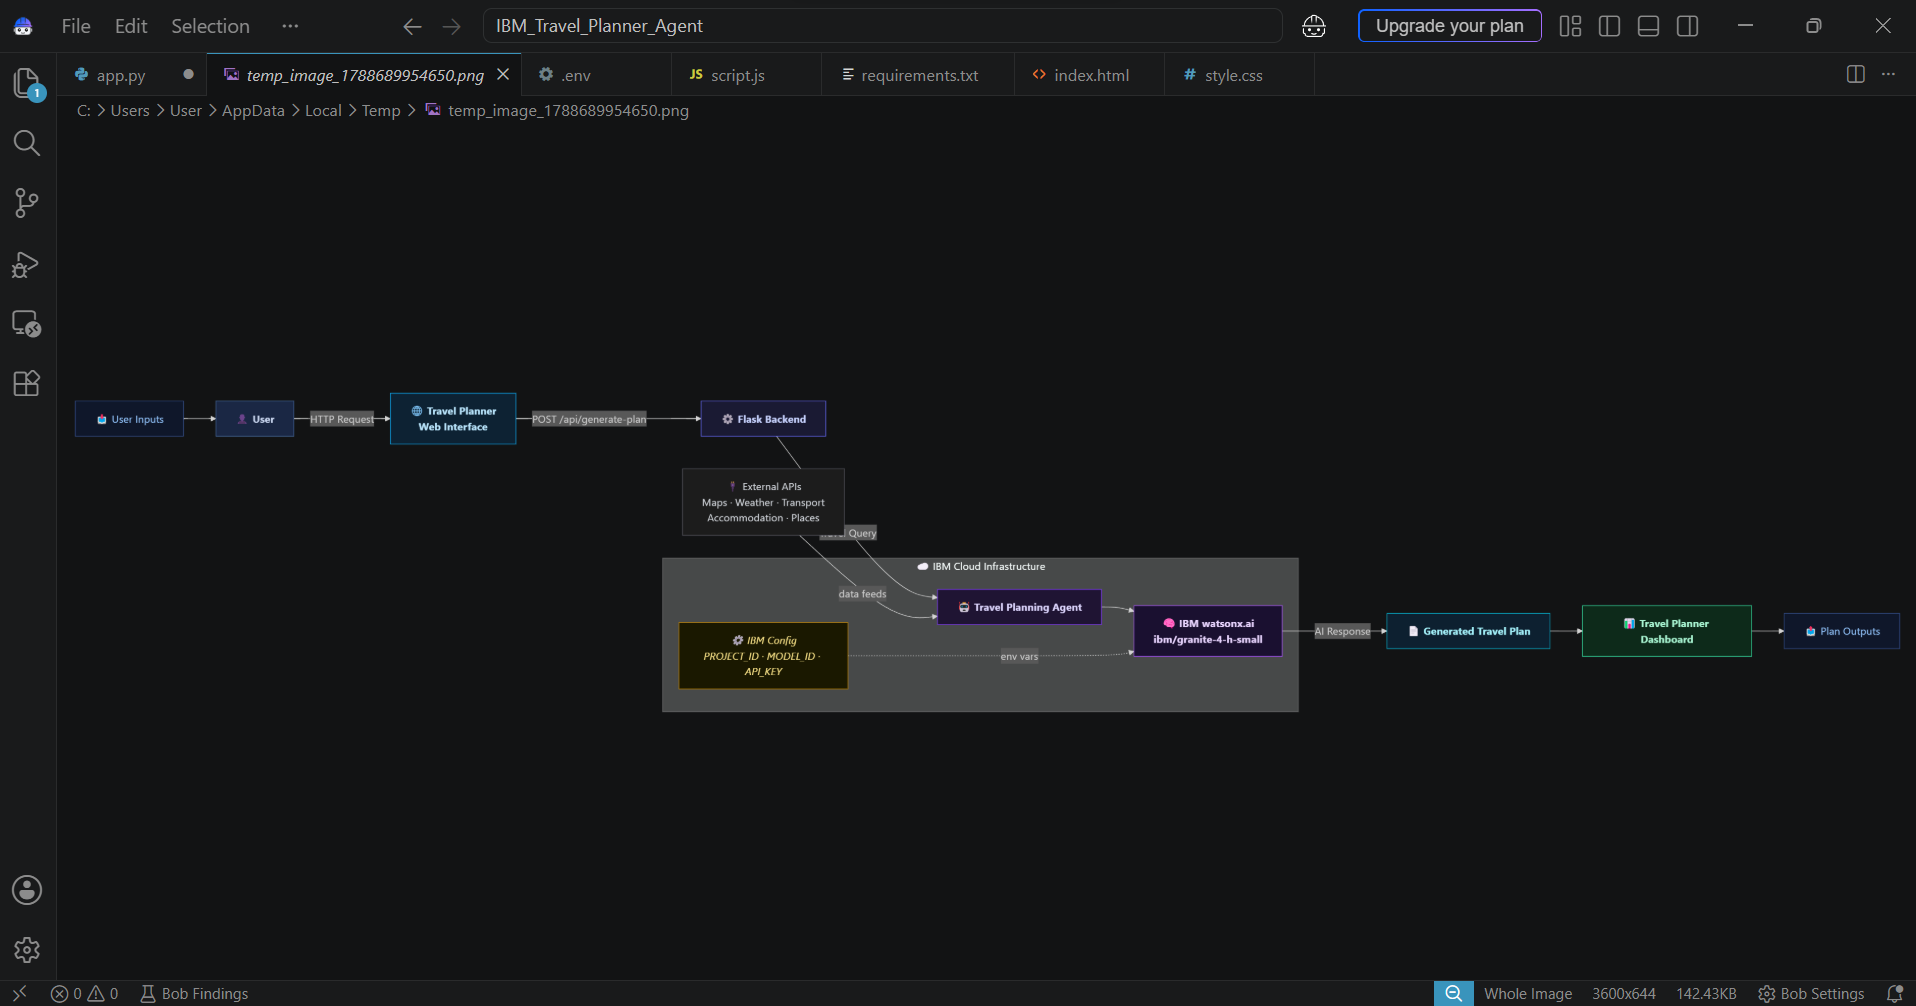 File Edit Selection ···
IBM_Travel_Planner_Agent
Upgrade your plan
app.py
temp_image_1788689954650.png
.env
JS script.js
requirements.txt
<> index.html
# style.css
1
C: > Users > User > AppData > Local > Temp > temp_image_1788689954650.png
User Inputs
User
HTTP Request
Travel Planner
Web Interface
POST /api/generate-plan
Flask Backend
External APIs
Maps · Weather · Transport
Accommodation · Places
Query
IBM Cloud Infrastructure
data feeds
Travel Planning Agent
IBM Config
PROJECT_ID · MODEL_ID ·
API_KEY
env vars
IBM watsonx.ai
ibm/granite-4-h-small
AI Response
Generated Travel Plan
Travel Planner
Dashboard
Plan Outputs
0 0 Bob Findings
Whole Image 3600x644 142.43KB Bob Settings